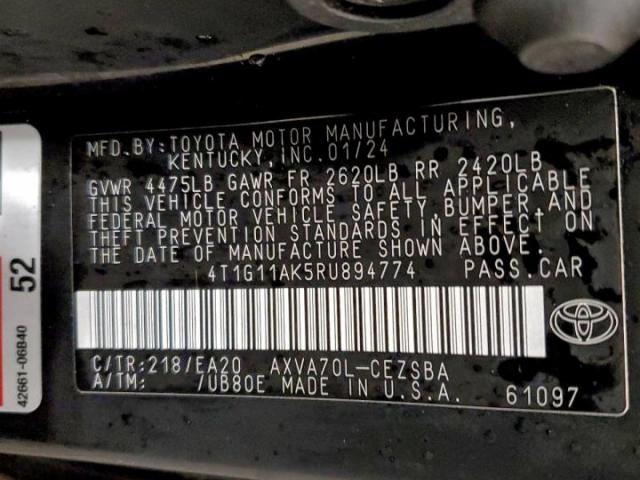 MFD.BY:TOYOTA MOTOR MANUFACTURING,
KENTUCKY,INC.01/24
GVWR 4475LB GAWR FR 2620LB RR 2420LB
THIS VEHICLE CONFORMS TO ALL APPLICABLE
FEDERAL MOTOR VEHICLE SAFETY,BUMPER AND
THEFT PREVENTION STANDARDS IN EFFECT ON
THE DATE OF MANUFACTURE SHOWN ABOVE.
4T1G11AK5RU894774 PASS.CAR
C/TR:218/EA20 AXVA70L-CEZSBA
A/TM: /UB80E MADE IN U.S.A. 61097
52
42661-06B40